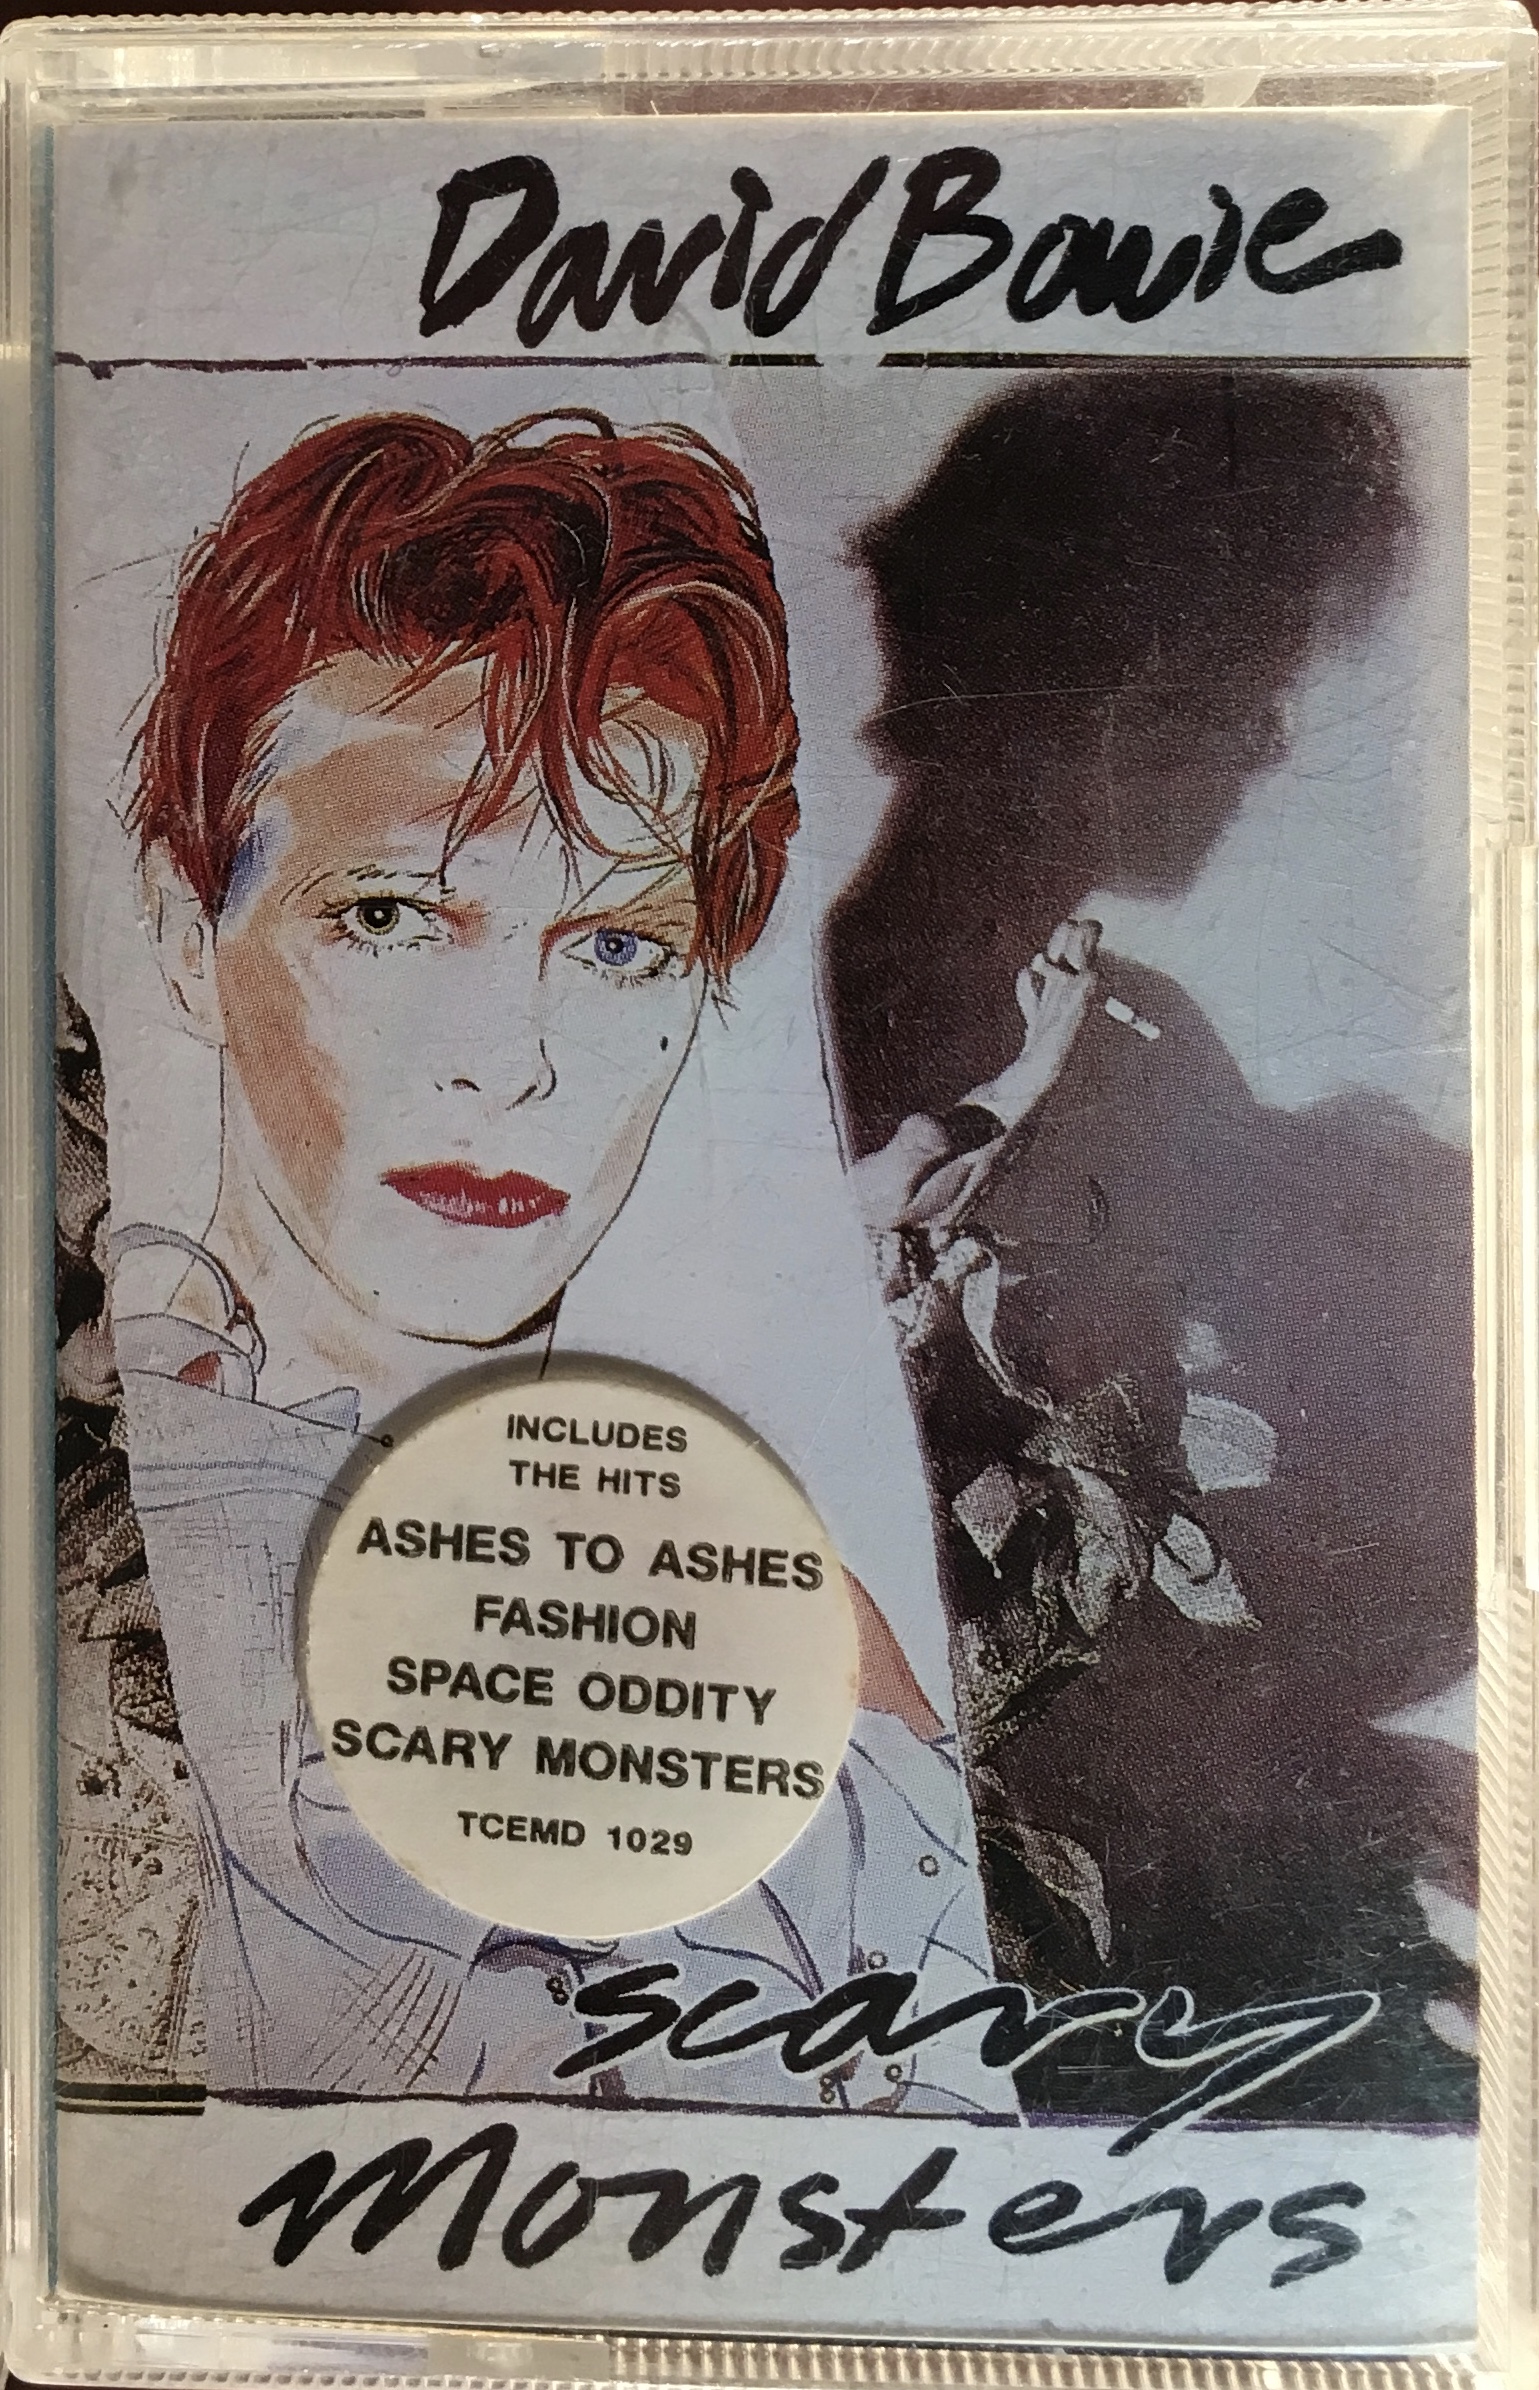 David Bowie
INCLUDES
THE HITS
ASHES TO ASHES
FASHION
SPACE ODDITY
SCARY MONSTERS
TCEMD 1029
scary
Monsters